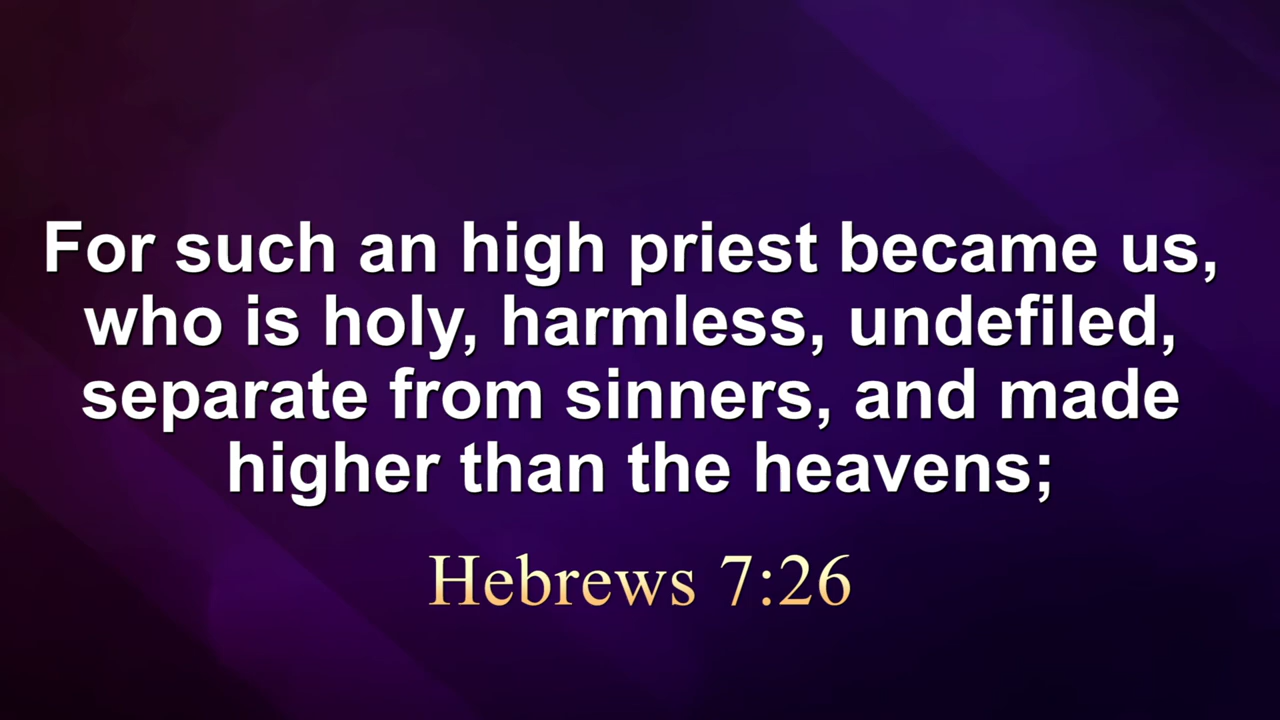 For such an high priest became us,
who is holy, harmless, undefiled,
separate from sinners, and made
higher than the heavens;
Hebrews 7:26